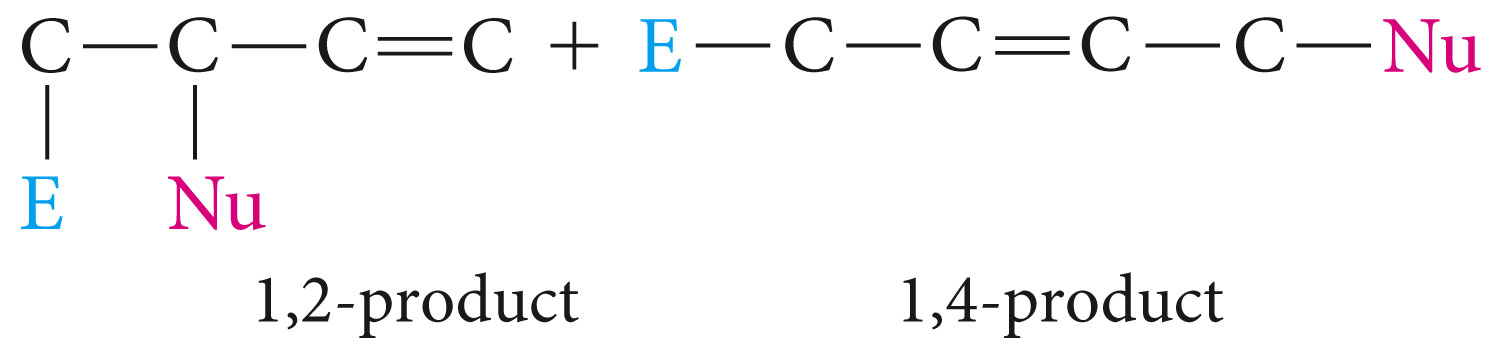 C—C—C=C + E—C—C=C—C—Nu
E Nu
1,2-product 1,4-product